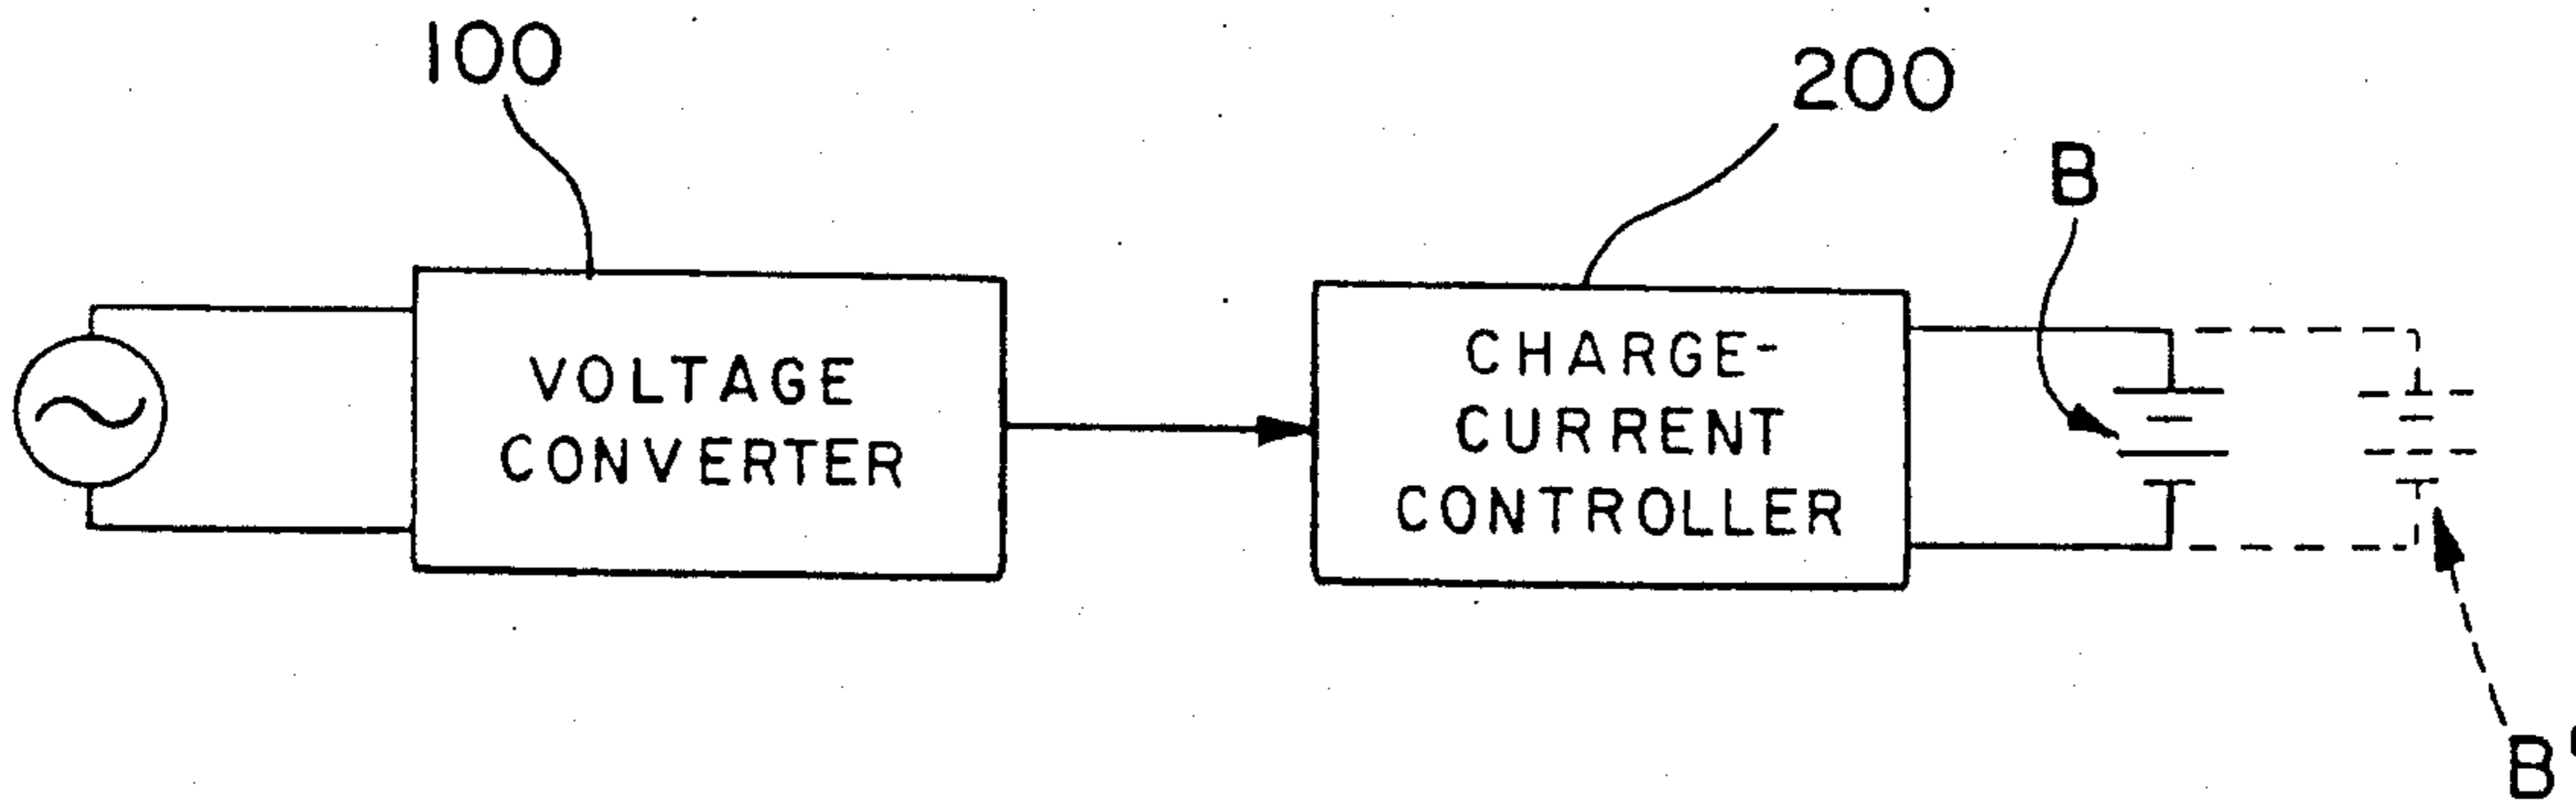 100
200
B
VOLTAGE
CONVERTER
CHARGE-
CURRENT
CONTROLLER
B'